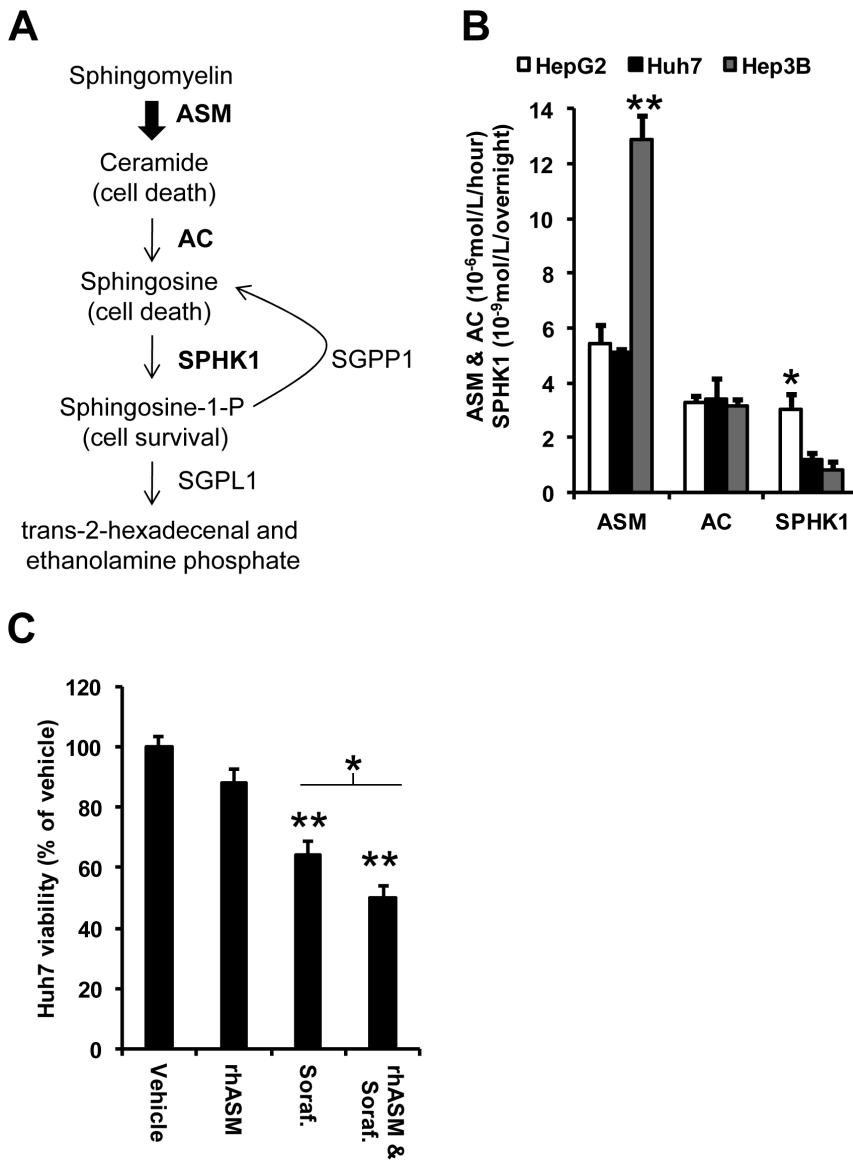 A
Sphingomyelin
ASM
Ceramide
(cell death)
AC
Sphingosine
(cell death)
SPHK1
SGPP1
Sphingosine-1-P
(cell survival)
SGPL1
trans-2-hexadecenal and
ethanolamine phosphate
B
HepG2 Huh7 Hep3B
ASM & AC (10⁻⁶mol/L/hour)
SPHK1 (10⁻⁹mol/L/overnight)
14
12
10
8
6
4
2
0
**
*
ASM AC SPHK1
C
Huh7 viability (% of vehicle)
120
100
80
60
40
20
0
*
**
**
Vehicle
rhASM
Soraf.
rhASM &
Soraf.